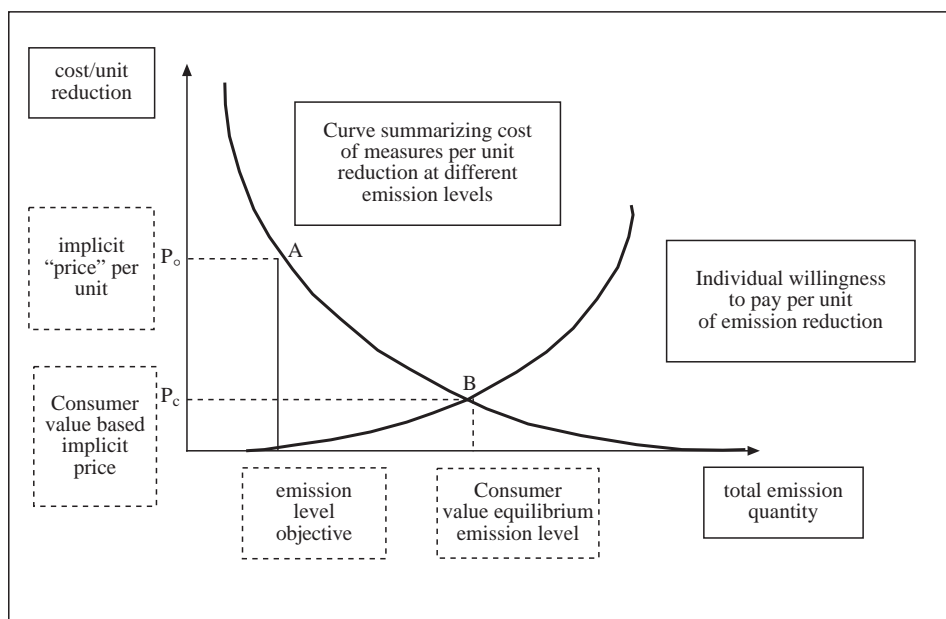 cost/unit
reduction
Curve summarizing cost
of measures per unit
reduction at different
emission levels
implicit
“price” per
unit
P₀
A
Individual willingness
to pay per unit
of emission reduction
Consumer
value based
implicit
price
P_c
B
emission
level
objective
Consumer
value equilibrium
emission level
total emission
quantity